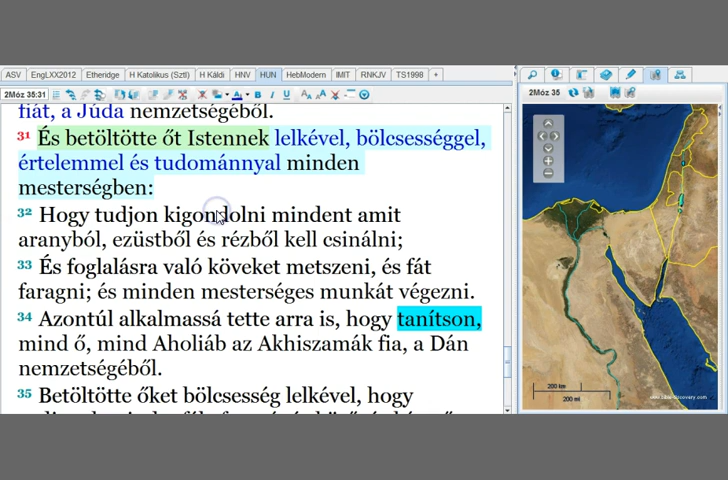 ASV EngLXX2012 Etheridge H Katolikus (Sztl) H Káldi HNV HUN HebModern IMIT RNKJV TS1998 +
2Móz 35:31
B I U
2Móz 35
fiát, a Júda nemzetségéből.
31 És betöltötte őt Istennek lelkével, bölcsességgel,
értelemmel és tudománnyal minden
mesterségben:
32 Hogy tudjon kigondolni mindent amit
aranyból, ezüstből és rézből kell csinálni;
33 És foglalásra való köveket metszeni, és fát
faragni; és minden mesterséges munkát végezni.
34 Azontúl alkalmassá tette arra is, hogy tanítson,
mind ő, mind Aholiáb az Akhiszamák fia, a Dán
nemzetségéből.
35 Betöltötte őket bölcsesség lelkével, hogy
200 km
200 mi
www.bible-discovery.com